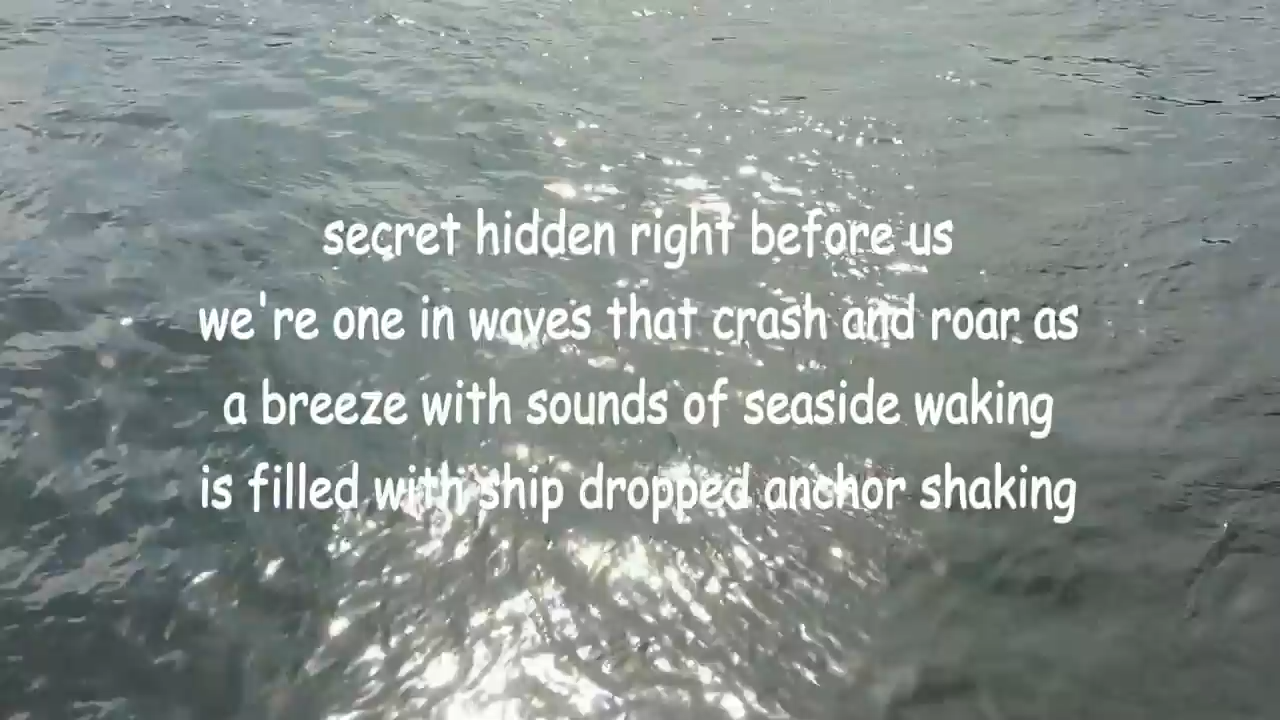 secret hidden right before us
we're one in waves that crash and roar as
a breeze with sounds of seaside waking
is filled with ship dropped anchor shaking